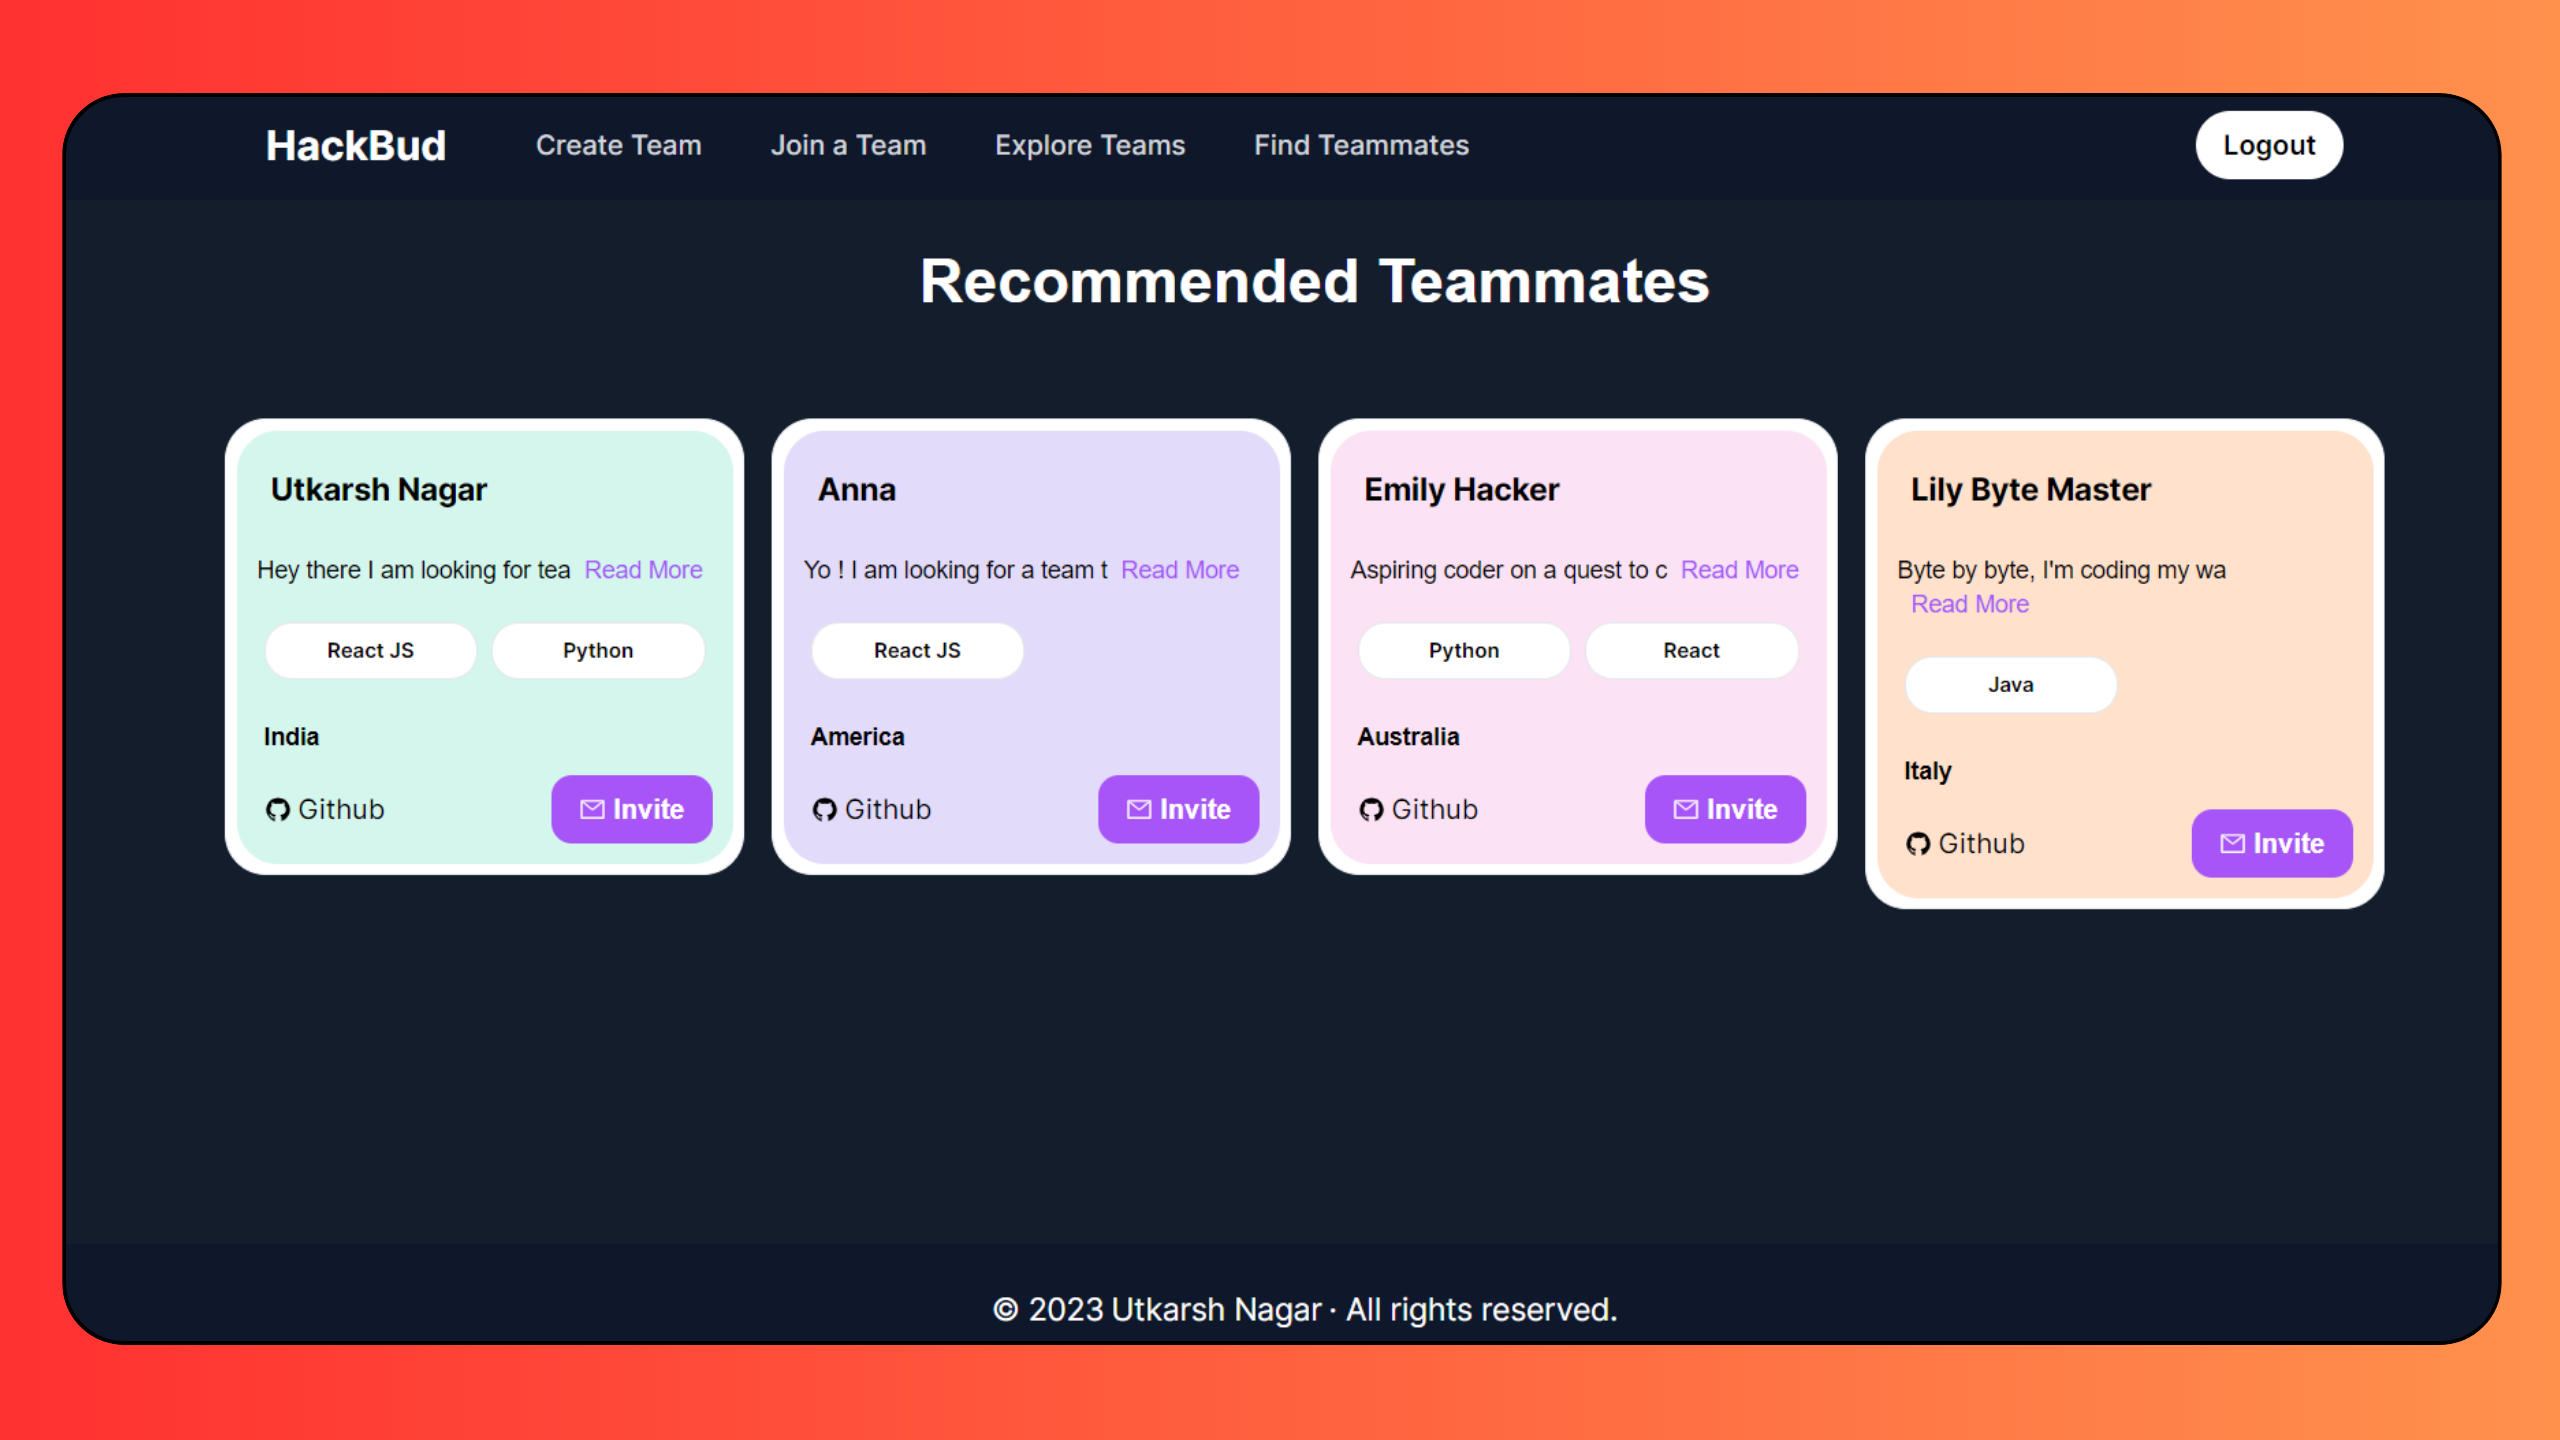 HackBud Create Team Join a Team Explore Teams Find Teammates Logout
Recommended Teammates
Utkarsh Nagar
Hey there I am looking for tea Read More
React JS Python
India
Github Invite
Anna
Yo ! I am looking for a team t Read More
React JS
America
Github Invite
Emily Hacker
Aspiring coder on a quest to c Read More
Python React
Australia
Github Invite
Lily Byte Master
Byte by byte, I'm coding my wa
Read More
Java
Italy
Github Invite
© 2023 Utkarsh Nagar · All rights reserved.